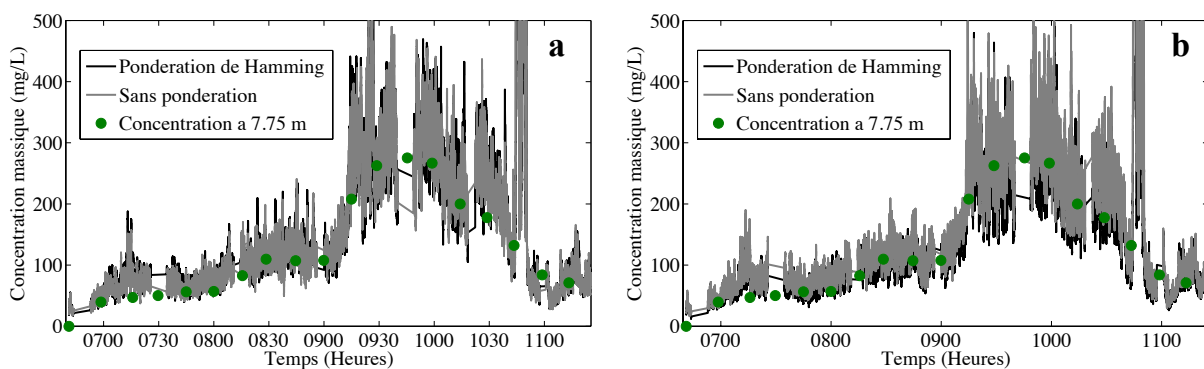 500
400
300
200
100
0
Concentration massique (mg/L)
Ponderation de Hamming
Sans ponderation
Concentration a 7.75 m
a
0700 0730 0800 0830 0900 0930 1000 1030 1100
Temps (Heures)
500
400
300
200
100
0
Concentration massique (mg/L)
Ponderation de Hamming
Sans ponderation
Concentration a 7.75 m
b
0700 0800 0900 1000 1100
Temps (Heures)